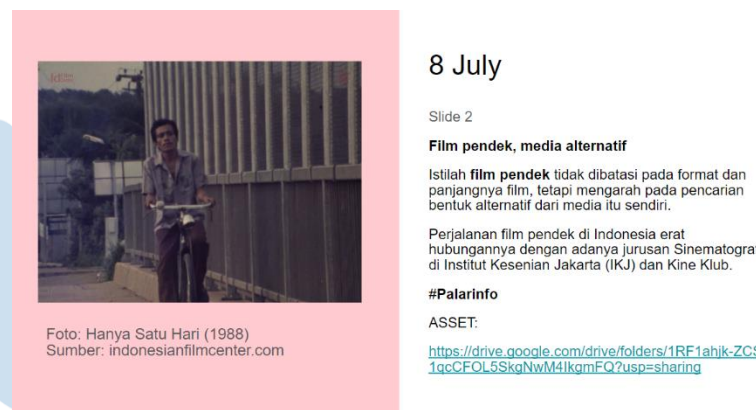 Foto: Hanya Satu Hari (1988)
Sumber: indonesianfilmcenter.com
8 July
Slide 2
Film pendek, media alternatif
Istilah film pendek tidak dibatasi pada format dan
panjangnya film, tetapi mengarah pada pencarian
bentuk alternatif dari media itu sendiri.
Perjalanan film pendek di Indonesia erat
hubungannya dengan adanya jurusan Sinematograf
di Institut Kesenian Jakarta (IKJ) dan Kine Klub.
#Palarinfo
ASSET:
https://drive.google.com/drive/folders/1RF1ahjk-ZCS
1qcCFOL5SkgNwM4IkgmFQ?usp=sharing